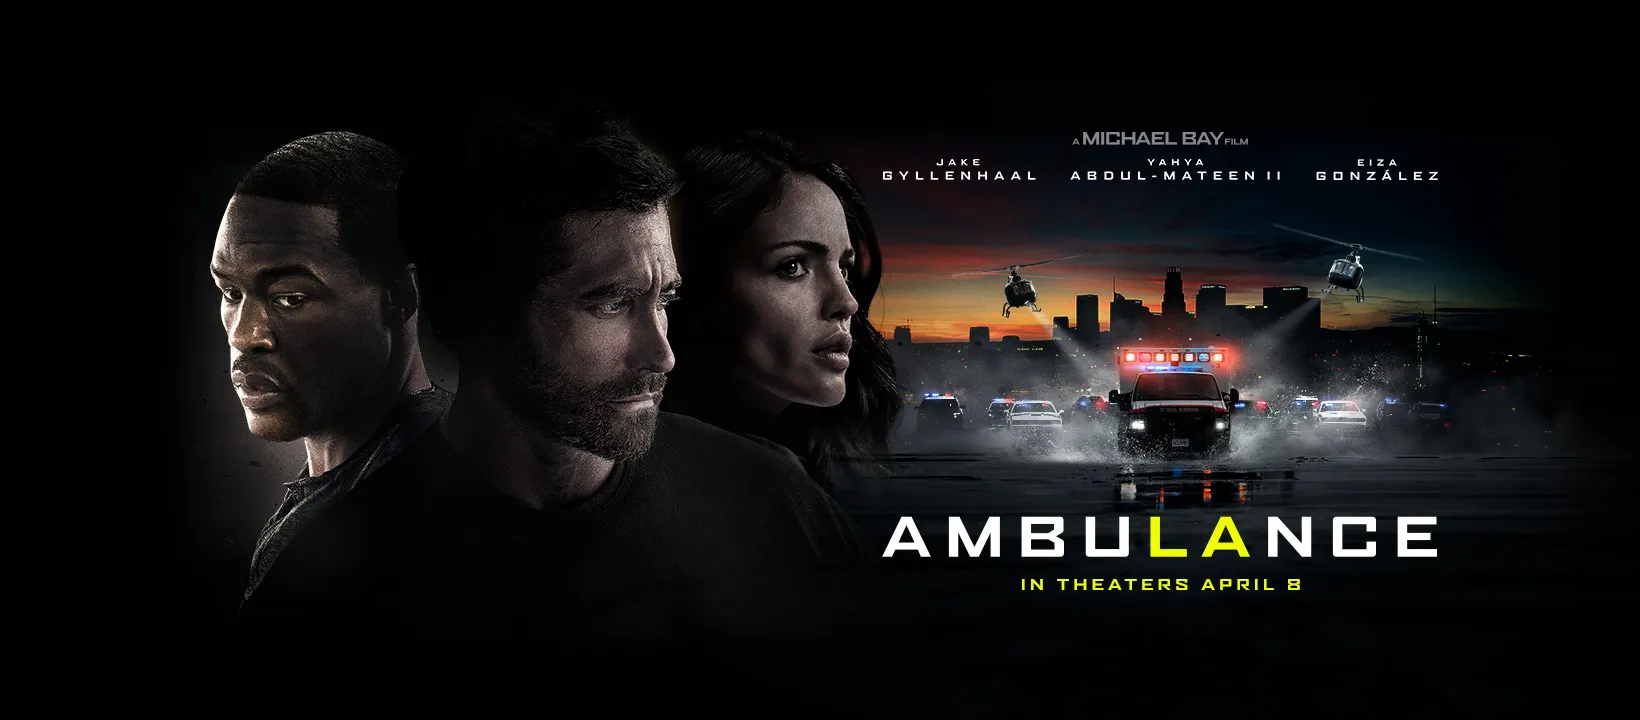 A MICHAEL BAY FILM
JAKE GYLLENHAAL
YAHYA ABDUL-MATEEN II
EIZA GONZÁLEZ
AMBULANCE
IN THEATERS APRIL 8